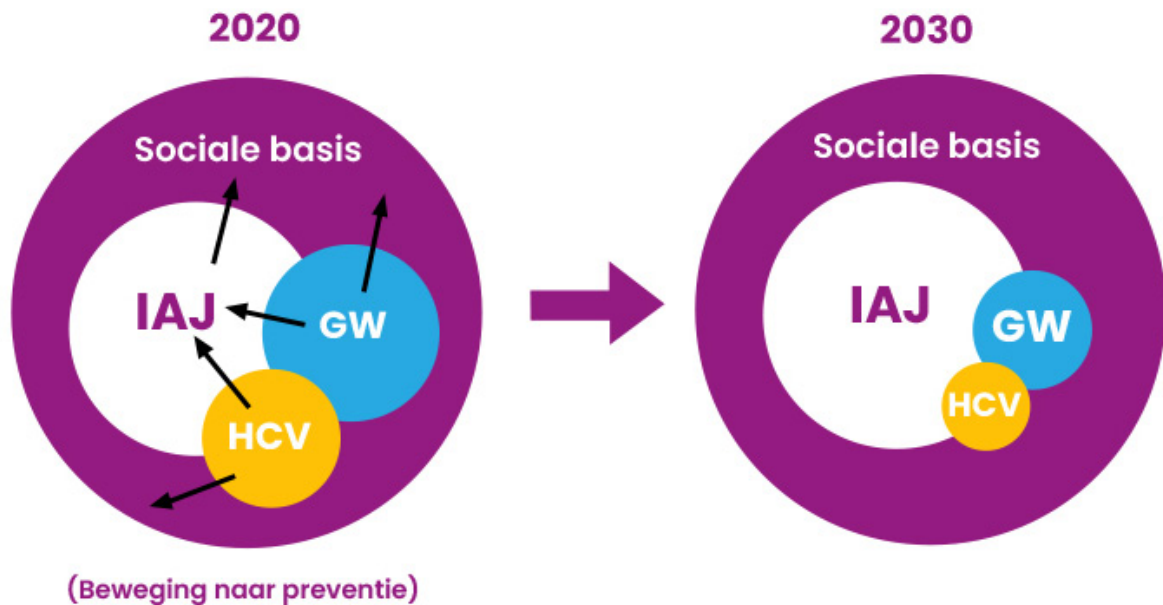 2020
Sociale basis
IAJ
GW
HCV
(Beweging naar preventie)
2030
Sociale basis
IAJ
GW
HCV